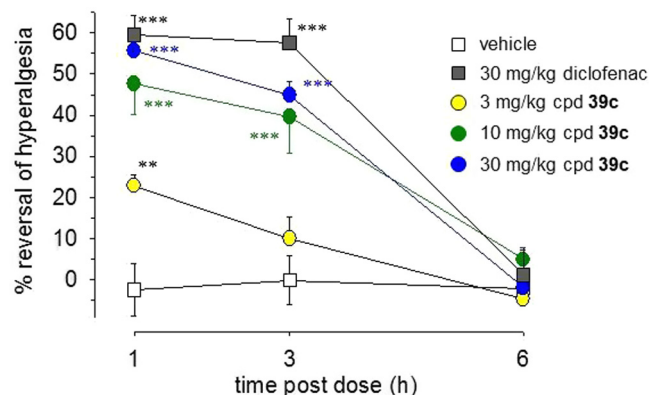 % reversal of hyperalgesia
60
50
40
30
20
10
0
***
***
***
***
***
***
**
vehicle
30 mg/kg diclofenac
3 mg/kg cpd 39c
10 mg/kg cpd 39c
30 mg/kg cpd 39c
1
3
6
time post dose (h)